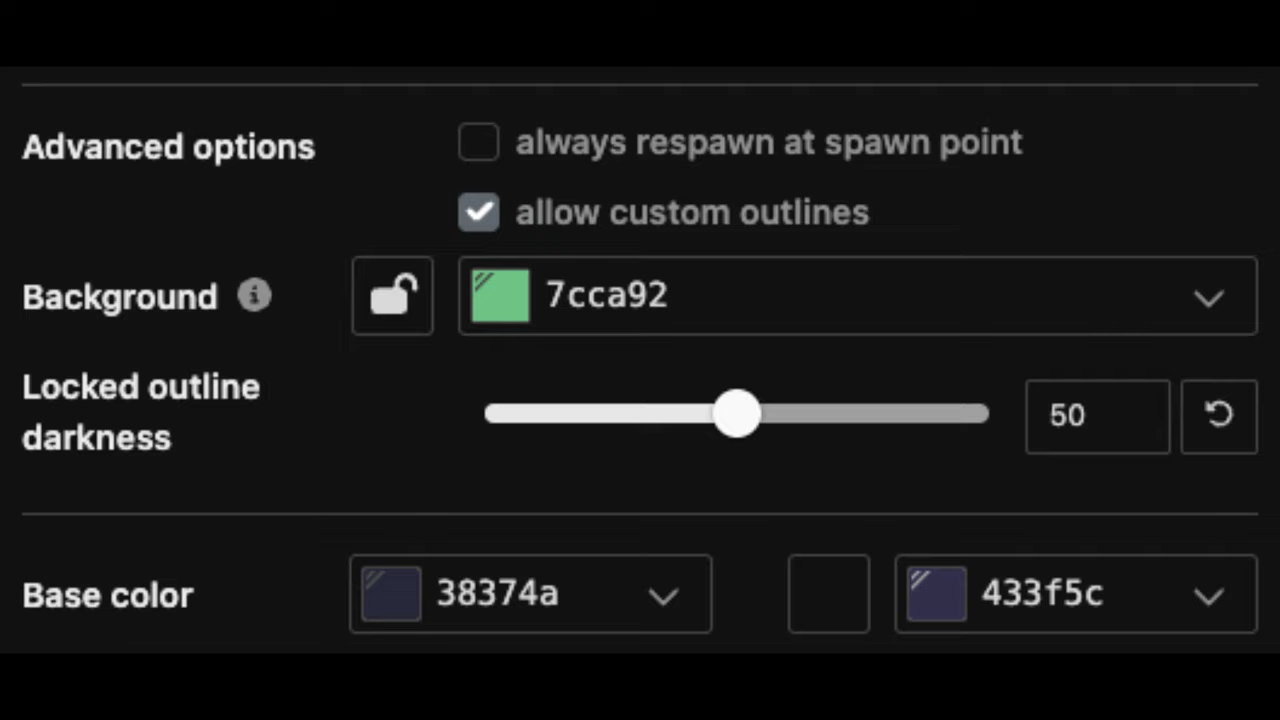 Advanced options
always respawn at spawn point
allow custom outlines
Background
7cca92
Locked outline
darkness
50
Base color
38374a
433f5c